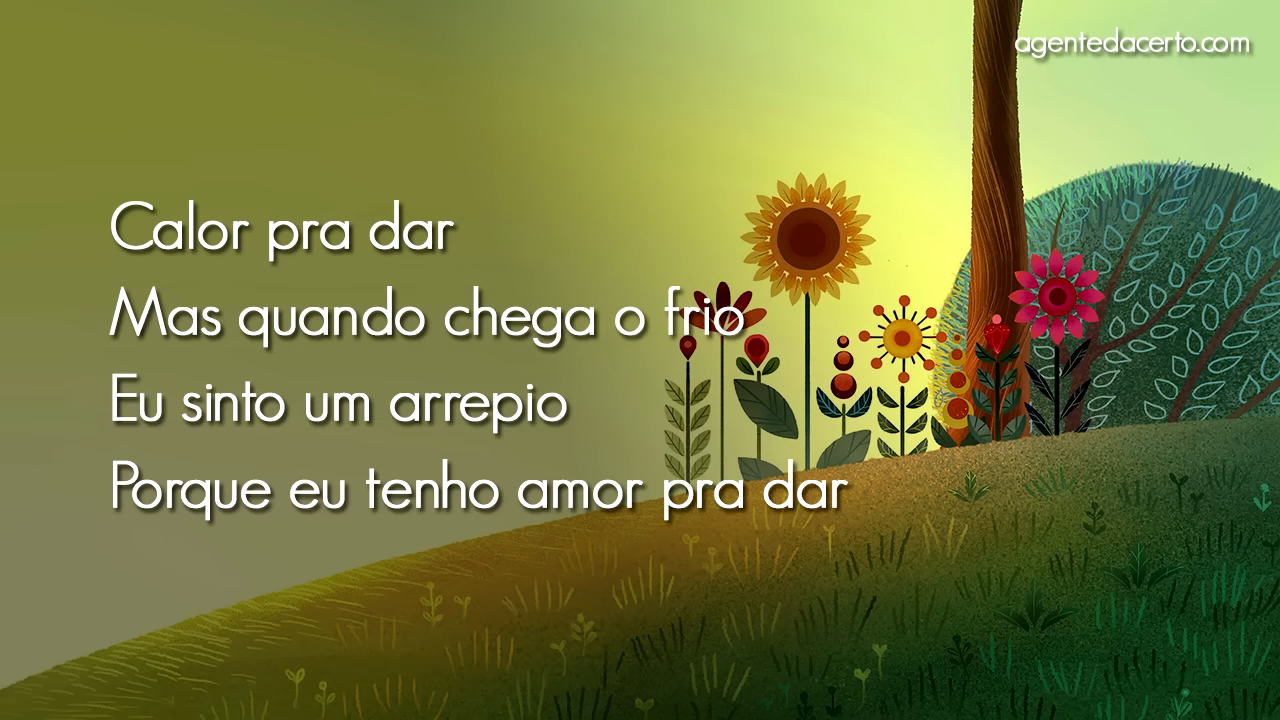 agentedacerto.com
Calor pra dar
Mas quando chega o frio
Eu sinto um arrepio
Porque eu tenho amor pra dar